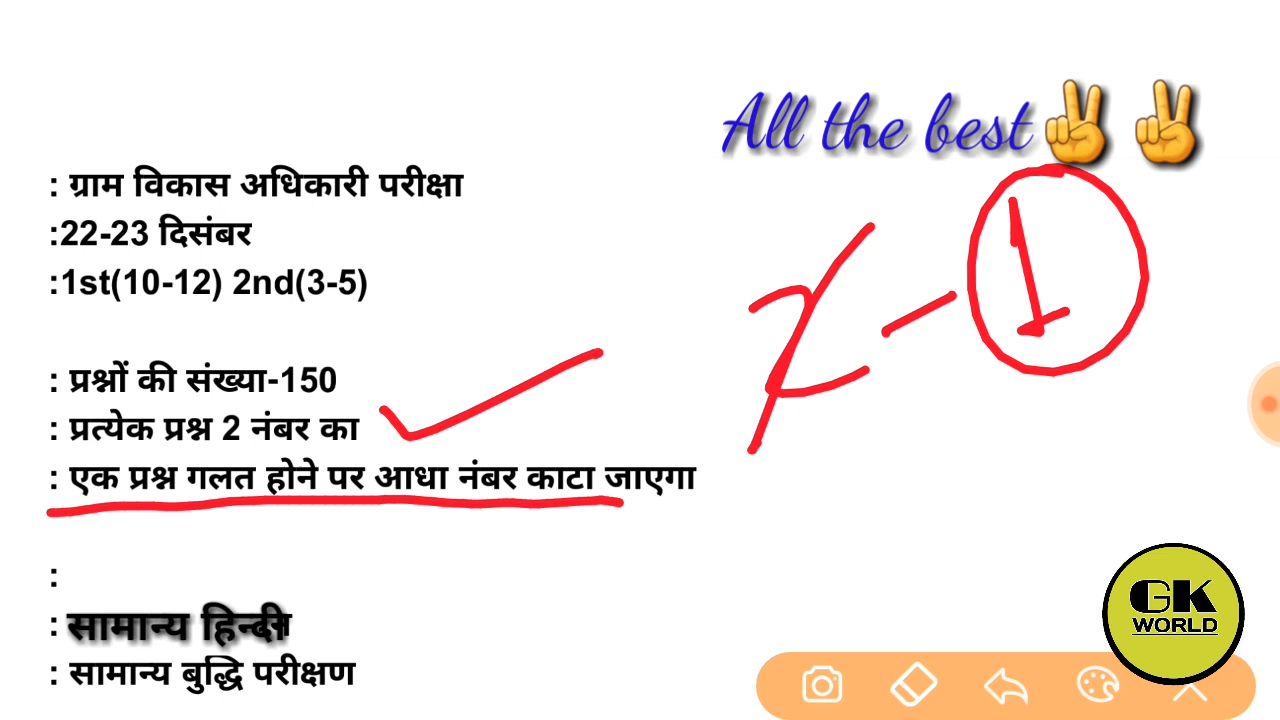 All the best✌✌
: ग्राम विकास अधिकारी परीक्षा
:22-23 दिसंबर
:1st(10-12) 2nd(3-5)
: प्रश्नों की संख्या-150
: प्रत्येक प्रश्न 2 नंबर का
: एक प्रश्न गलत होने पर आधा नंबर काटा जाएगा
2 - 1
:
: सामान्य हिन्दी
: सामान्य बुद्धि परीक्षण
GK
WORLD